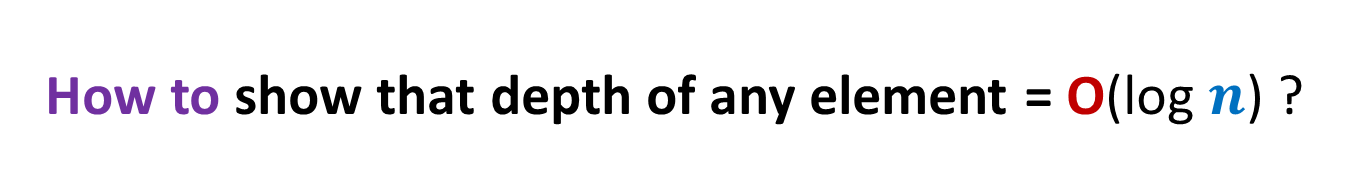 How to show that depth of any element = O(log n) ?